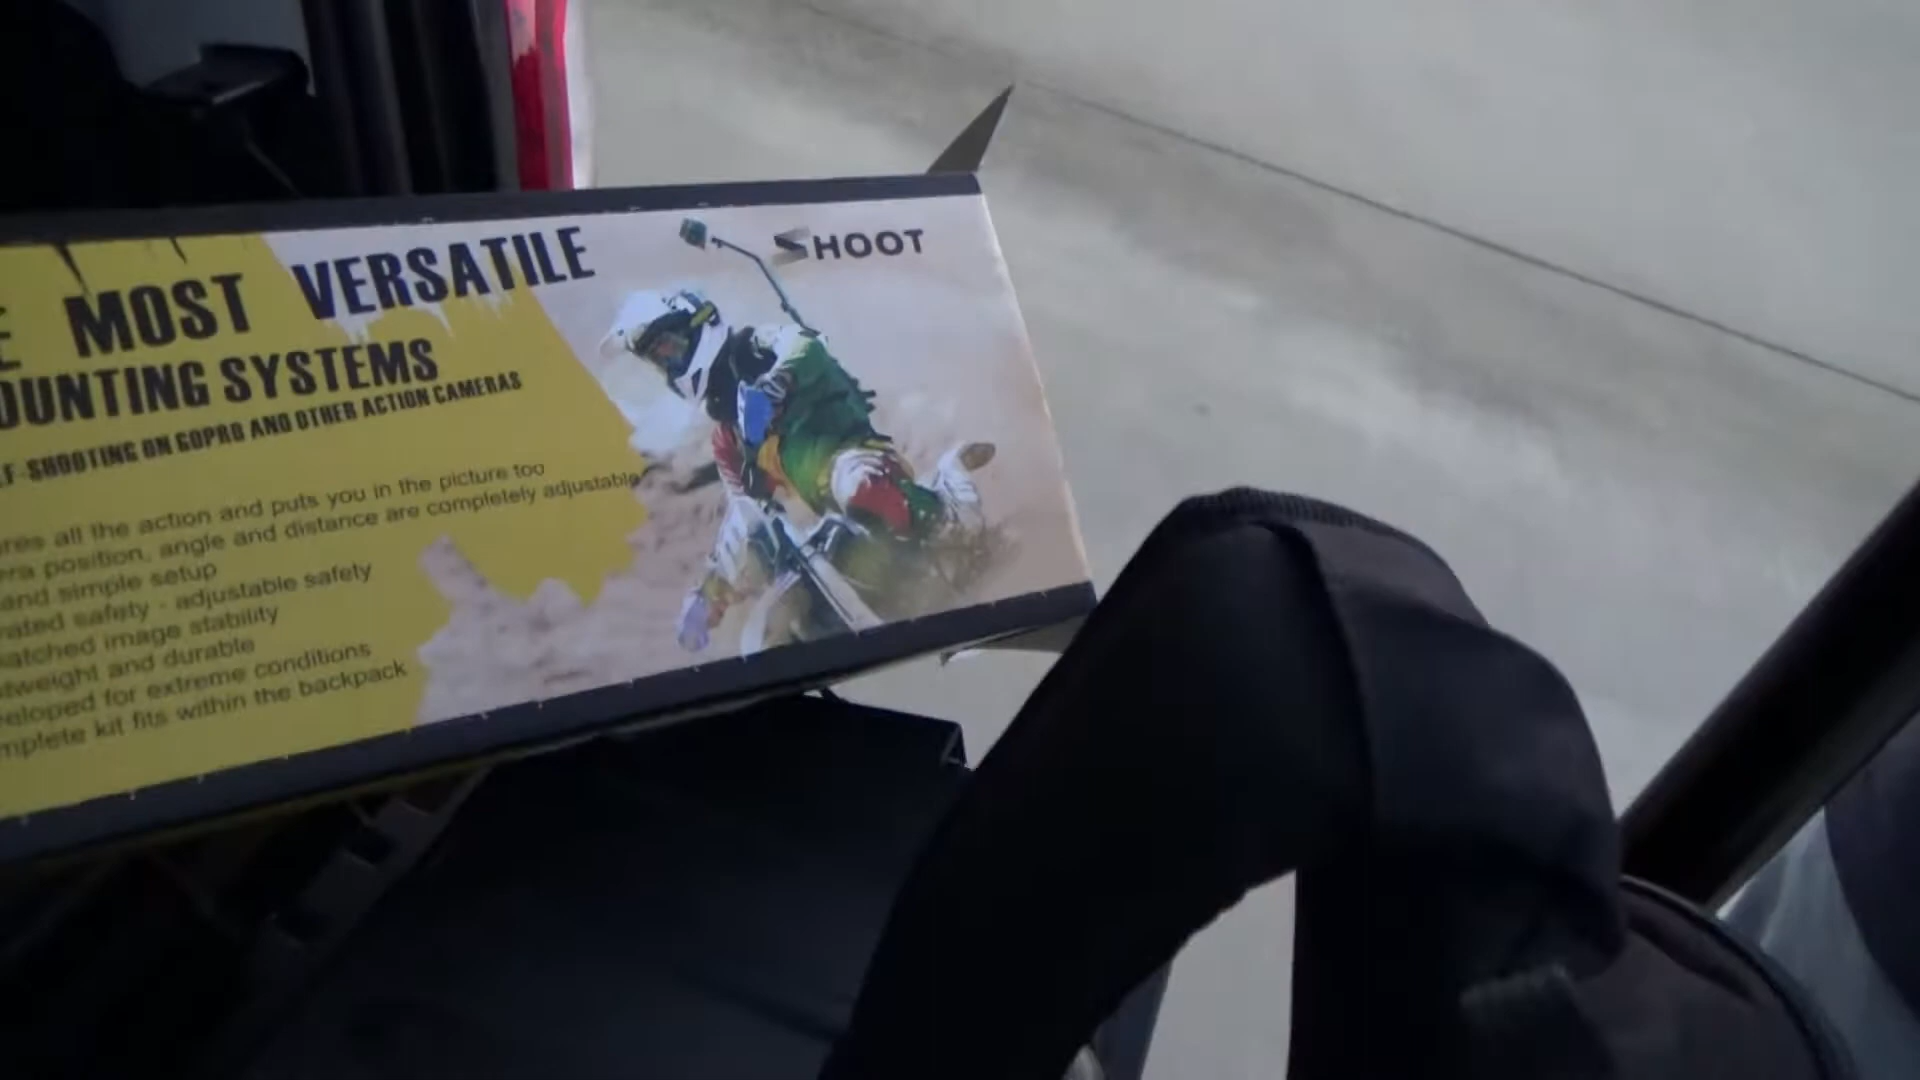 MOST VERSATILE
SHOOT
OUNTING SYSTEMS
F-SHOOTING ON GOPRO AND OTHER ACTION CAMERAS
res all the action and puts you in the picture too
ra position, angle and distance are completely adjustable
and simple setup
rated safety - adjustable safety
atched image stability
tweight and durable
eloped for extreme conditions
mplete kit fits within the backpack